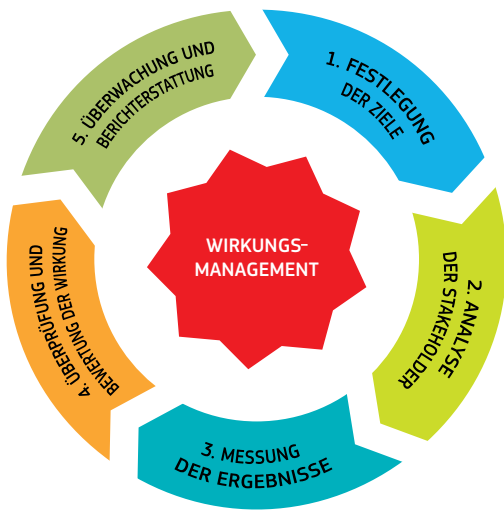 1. FESTLEGUNG
DER ZIELE
2. ANALYSE
DER STAKEHOLDER
3. MESSUNG
DER ERGEBNISSE
4. ÜBERPRÜFUNG UND
BEWERTUNG DER WIRKUNG
5. ÜBERWACHUNG UND
BERICHTERSTATTUNG
WIRKUNGS-
MANAGEMENT